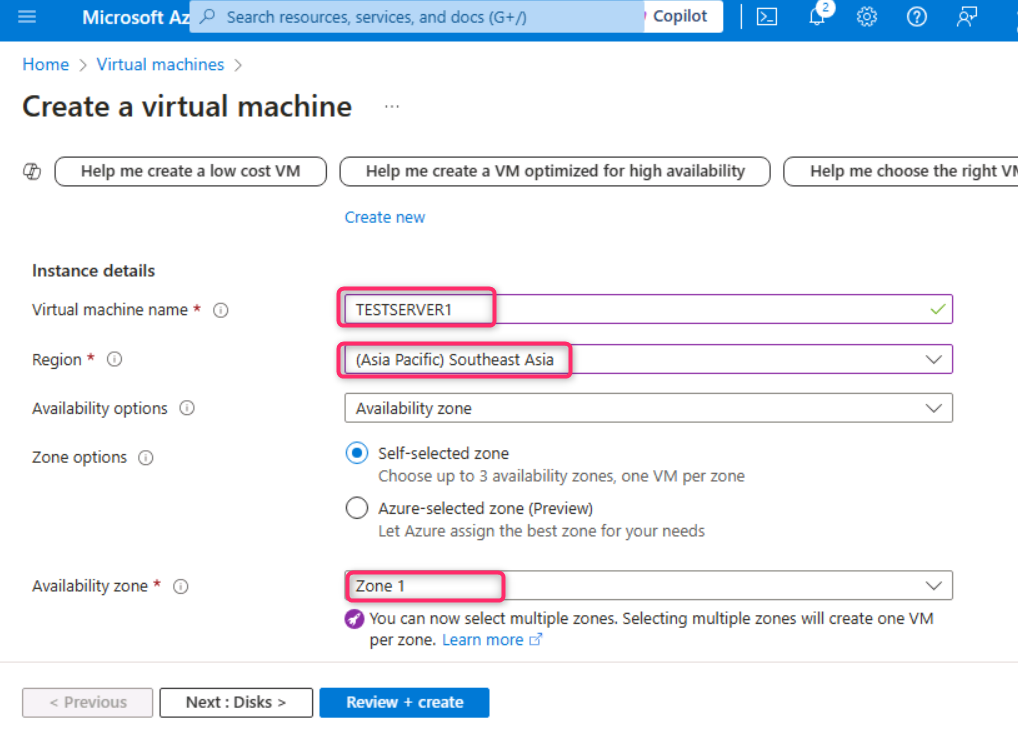 Microsoft Az Search resources, services, and docs (G+/) Copilot 2
Home > Virtual machines >
Create a virtual machine ...
Help me create a low cost VM Help me create a VM optimized for high availability Help me choose the right VM
Create new
Instance details
Virtual machine name * TESTSERVER1
Region * (Asia Pacific) Southeast Asia
Availability options Availability zone
Zone options Self-selected zone
Choose up to 3 availability zones, one VM per zone
Azure-selected zone (Preview)
Let Azure assign the best zone for your needs
Availability zone * Zone 1
You can now select multiple zones. Selecting multiple zones will create one VM
per zone. Learn more
< Previous Next : Disks > Review + create